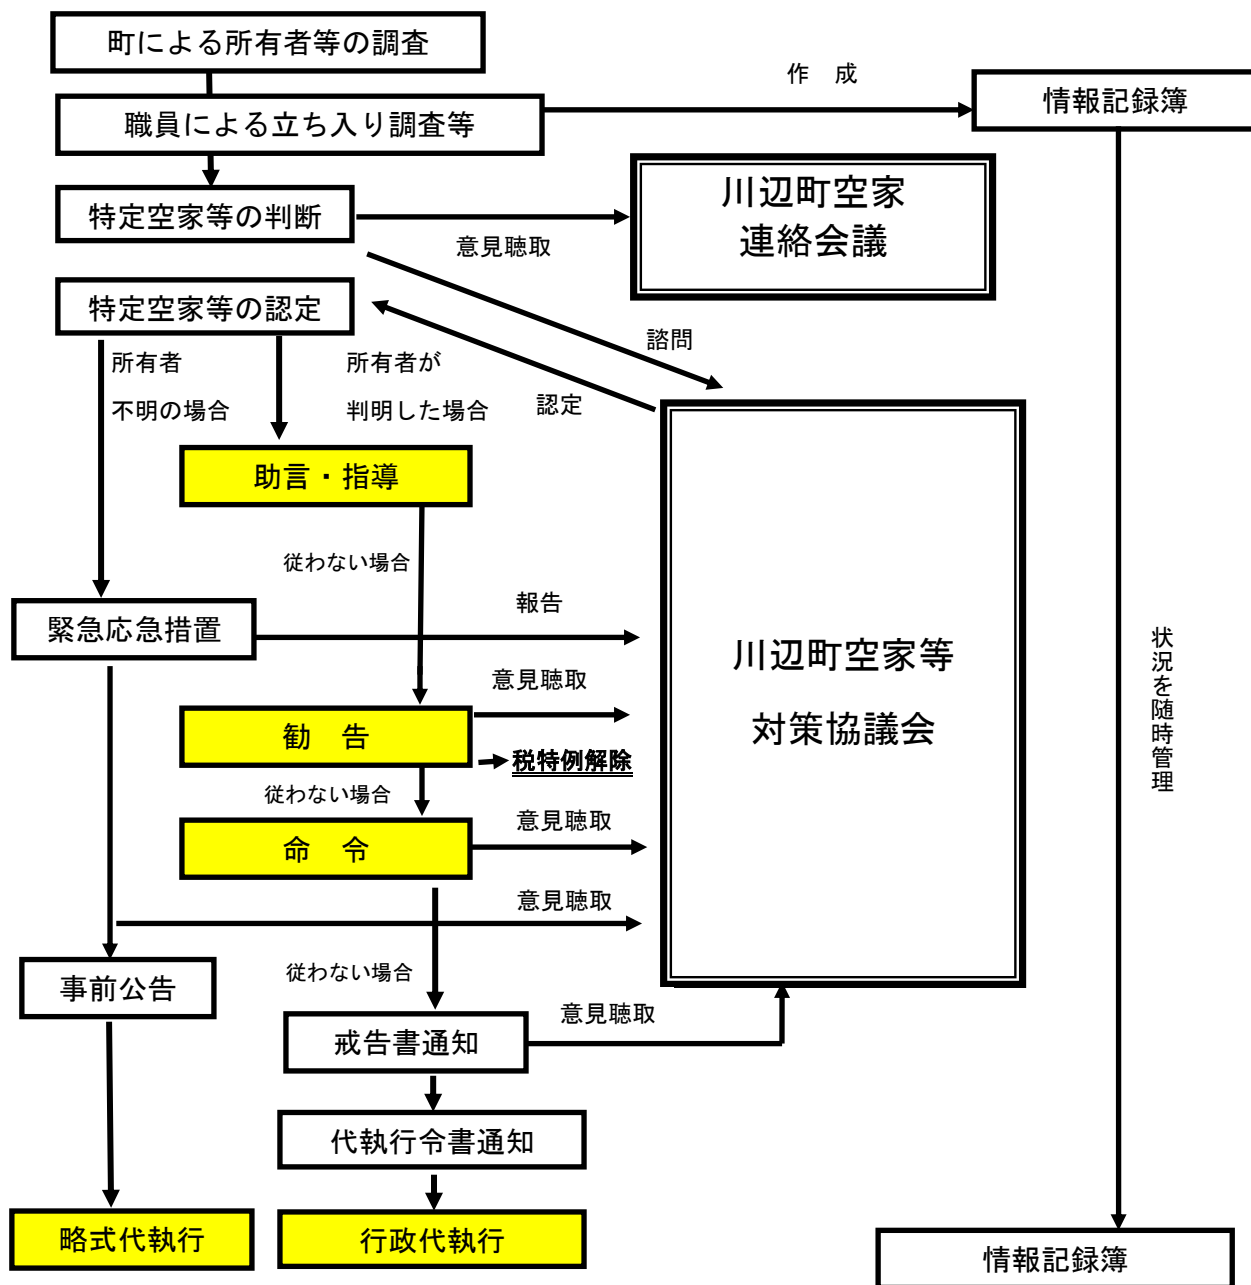 町による所有者等の調査
作　成
情報記録簿
職員による立ち入り調査等
川辺町空家
連絡会議
特定空家等の判断
意見聴取
特定空家等の認定
諮問
所有者
不明の場合
所有者が
判明した場合
認定
助言・指導
従わない場合
緊急応急措置
報告
川辺町空家等
対策協議会
状況を随時管理
意見聴取
勧　告
税特例解除
従わない場合
命　令
意見聴取
意見聴取
従わない場合
事前公告
戒告書通知
意見聴取
代執行令書通知
略式代執行
行政代執行
情報記録簿